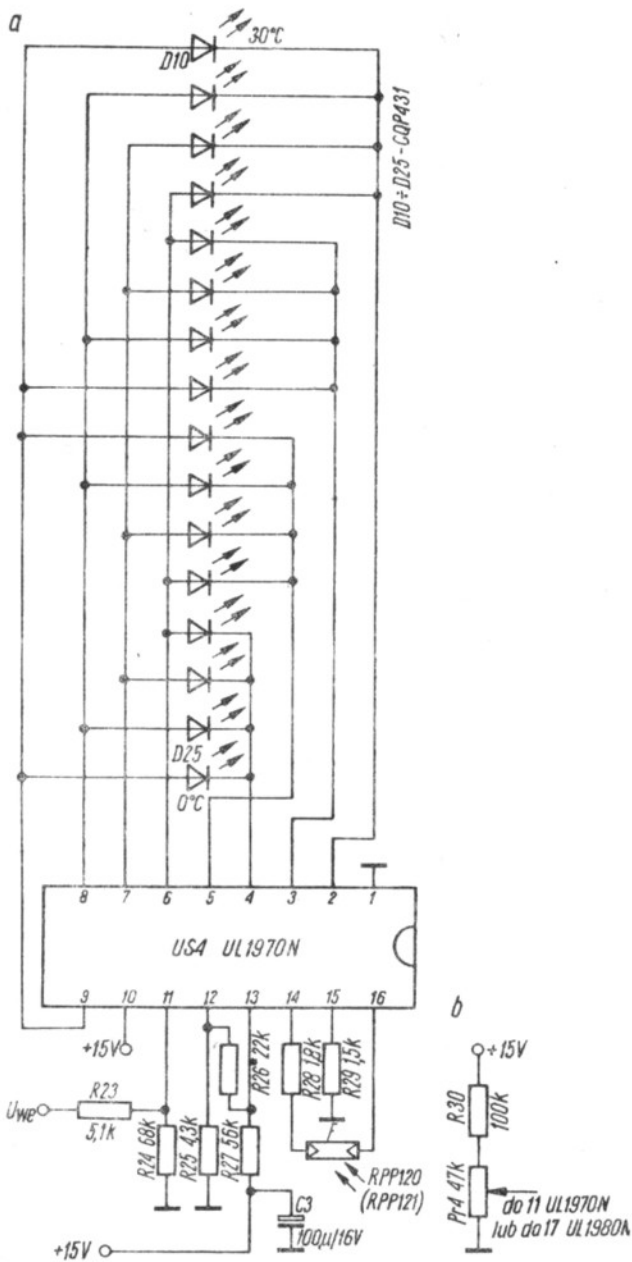 a
D10
30°C
D10÷D25-CQP431
D25
0°C
8 7 6 5 4 3 2 1
US4 UL1970N
9 10 11 12 13 14 15 16
b
+15V
+15V
R23
5,1k
UWe
R24 68k
R25 4,3k
R26 22k
R27 56k
R28 1,8k
R29 1,5k
RPP120
(RPP121)
C3
100µ/16V
+15V
R30
100k
Pr4 47k
do 11 UL1970N
lub do 17 UL1980N